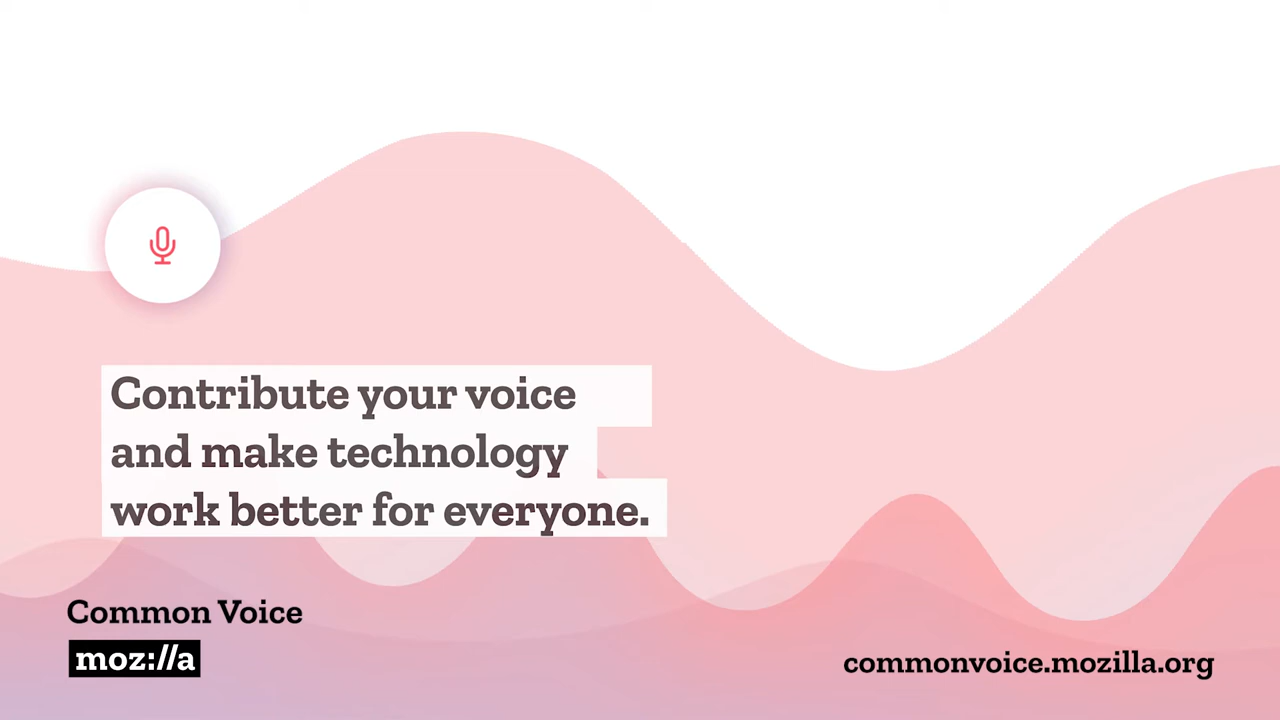 Contribute your voice
and make technology
work better for everyone.
Common Voice
moz://a
commonvoice.mozilla.org